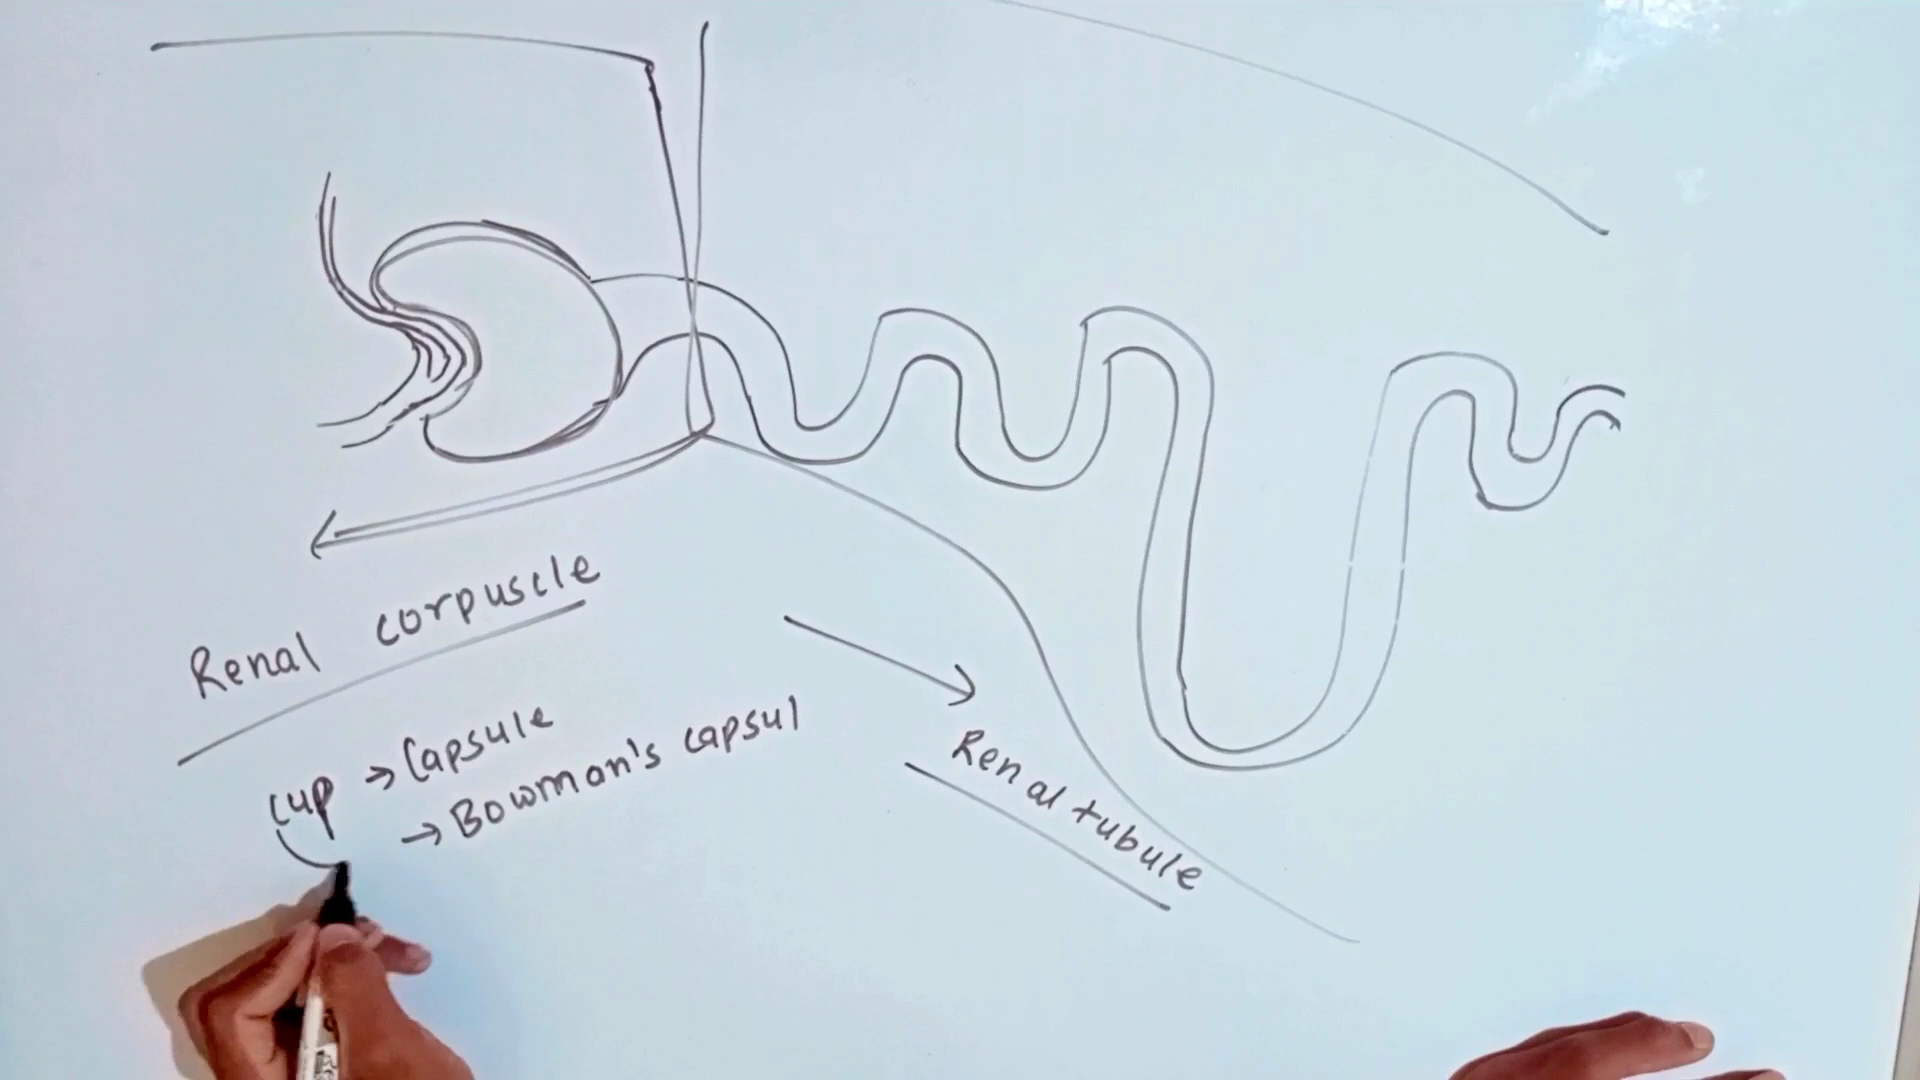 Renal corpuscle
cup → Capsule
→ Bowman's capsul
Renal tubule